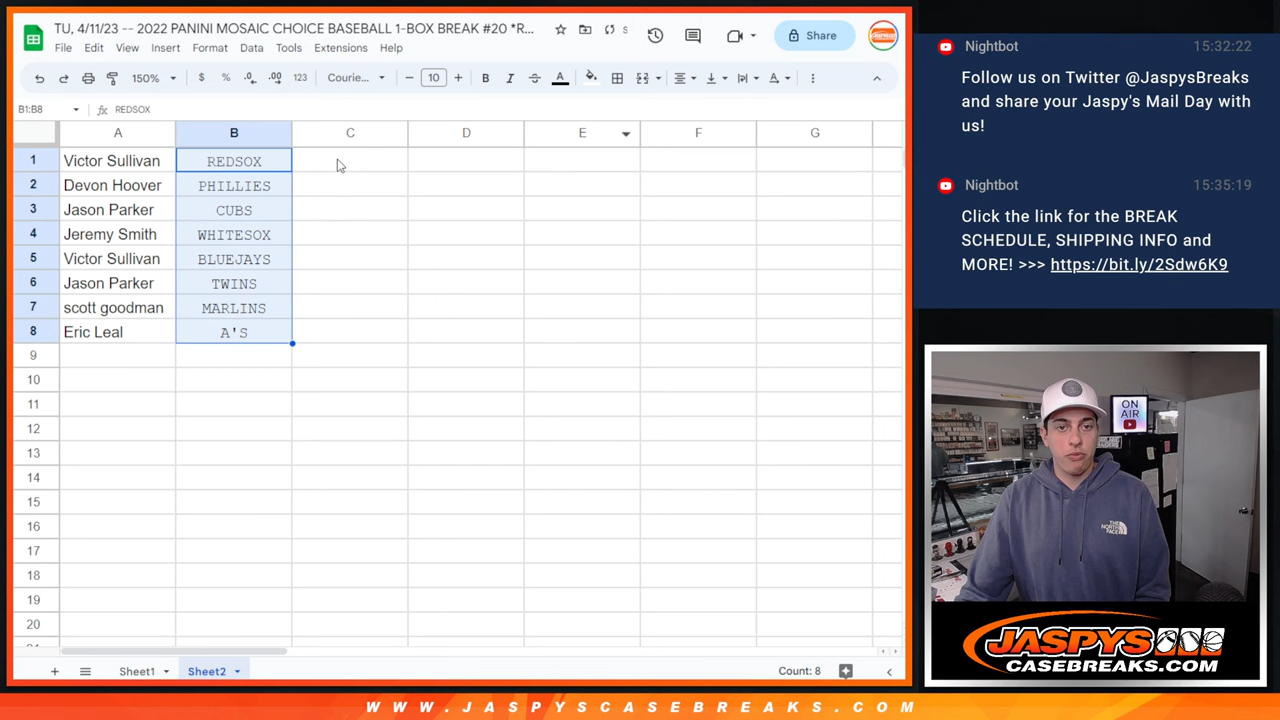 TU, 4/11/23 -- 2022 PANINI MOSAIC CHOICE BASEBALL 1-BOX BREAK #20 *R...
Share
File Edit View Insert Format Data Tools Extensions Help
150% $ % .0 .00 123 Courie... − 10 + B I A
B1:B8 fx REDSOX
A B C D E F G
1 Victor Sullivan REDSOX
2 Devon Hoover PHILLIES
3 Jason Parker CUBS
4 Jeremy Smith WHITESOX
5 Victor Sullivan BLUEJAYS
6 Jason Parker TWINS
7 scott goodman MARLINS
8 Eric Leal A'S
9
10
11
12
13
14
15
16
17
18
19
20
+ Sheet1 Sheet2 Count: 8
Nightbot 15:32:22
Follow us on Twitter @JaspysBreaks
and share your Jaspy's Mail Day with
us!
Nightbot 15:35:19
Click the link for the BREAK
SCHEDULE, SHIPPING INFO and
MORE! >>> https://bit.ly/2Sdw6K9
ON
AIR
THE
NORTH
FACE
JASPYS
CASEBREAKS.COM
WWW.JASPYSCASEBREAKS.COM